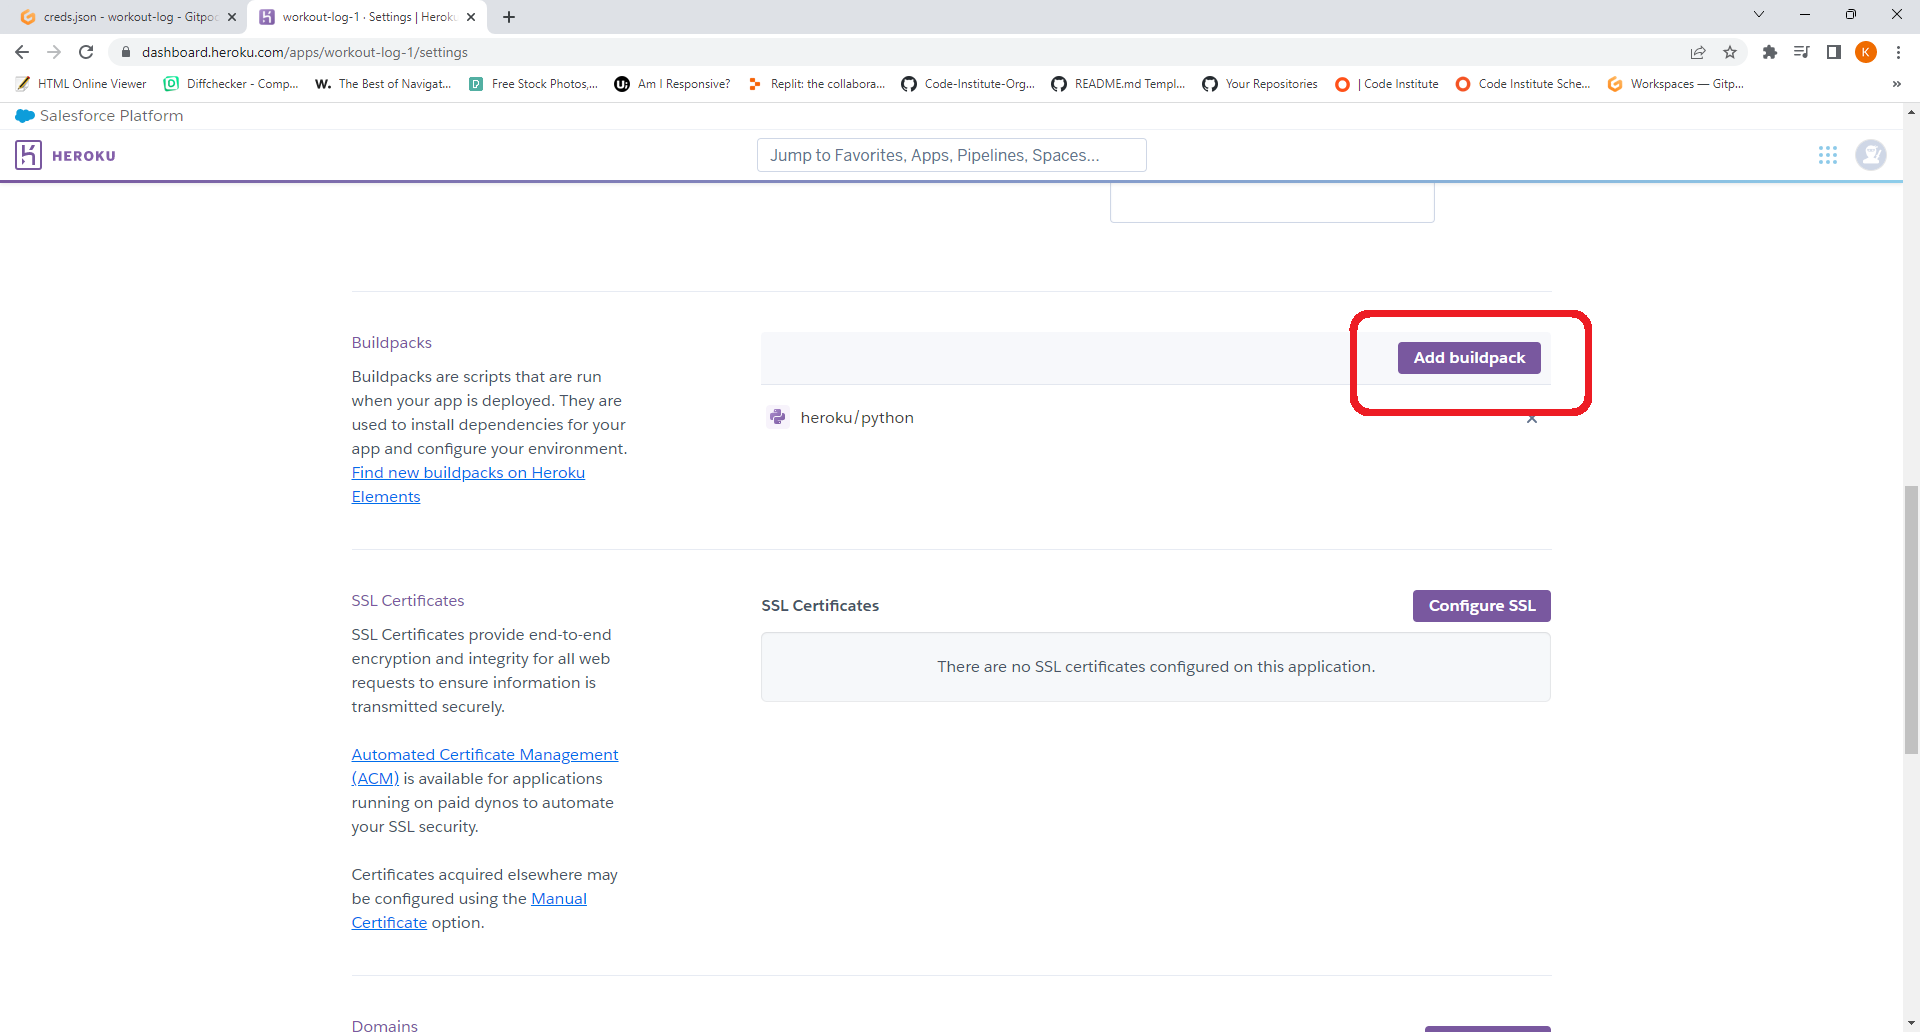 creds.json - workout-log - Gitpod
workout-log-1 · Settings | Heroku
dashboard.heroku.com/apps/workout-log-1/settings
K
HTML Online Viewer
Diffchecker - Comp...
W. The Best of Navigat...
Free Stock Photos,...
Am I Responsive?
Replit: the collabora...
Code-Institute-Org...
README.md Templ...
Your Repositories
| Code Institute
Code Institute Sche...
Workspaces — Gitp...
»
Salesforce Platform
HEROKU
Jump to Favorites, Apps, Pipelines, Spaces...
Buildpacks
Add buildpack
Buildpacks are scripts that are run
when your app is deployed. They are
used to install dependencies for your
app and configure your environment.
Find new buildpacks on Heroku
Elements
heroku/python
SSL Certificates
SSL Certificates provide end-to-end
encryption and integrity for all web
requests to ensure information is
transmitted securely.
Automated Certificate Management
(ACM) is available for applications
running on paid dynos to automate
your SSL security.
Certificates acquired elsewhere may
be configured using the Manual
Certificate option.
SSL Certificates
Configure SSL
There are no SSL certificates configured on this application.
Domains